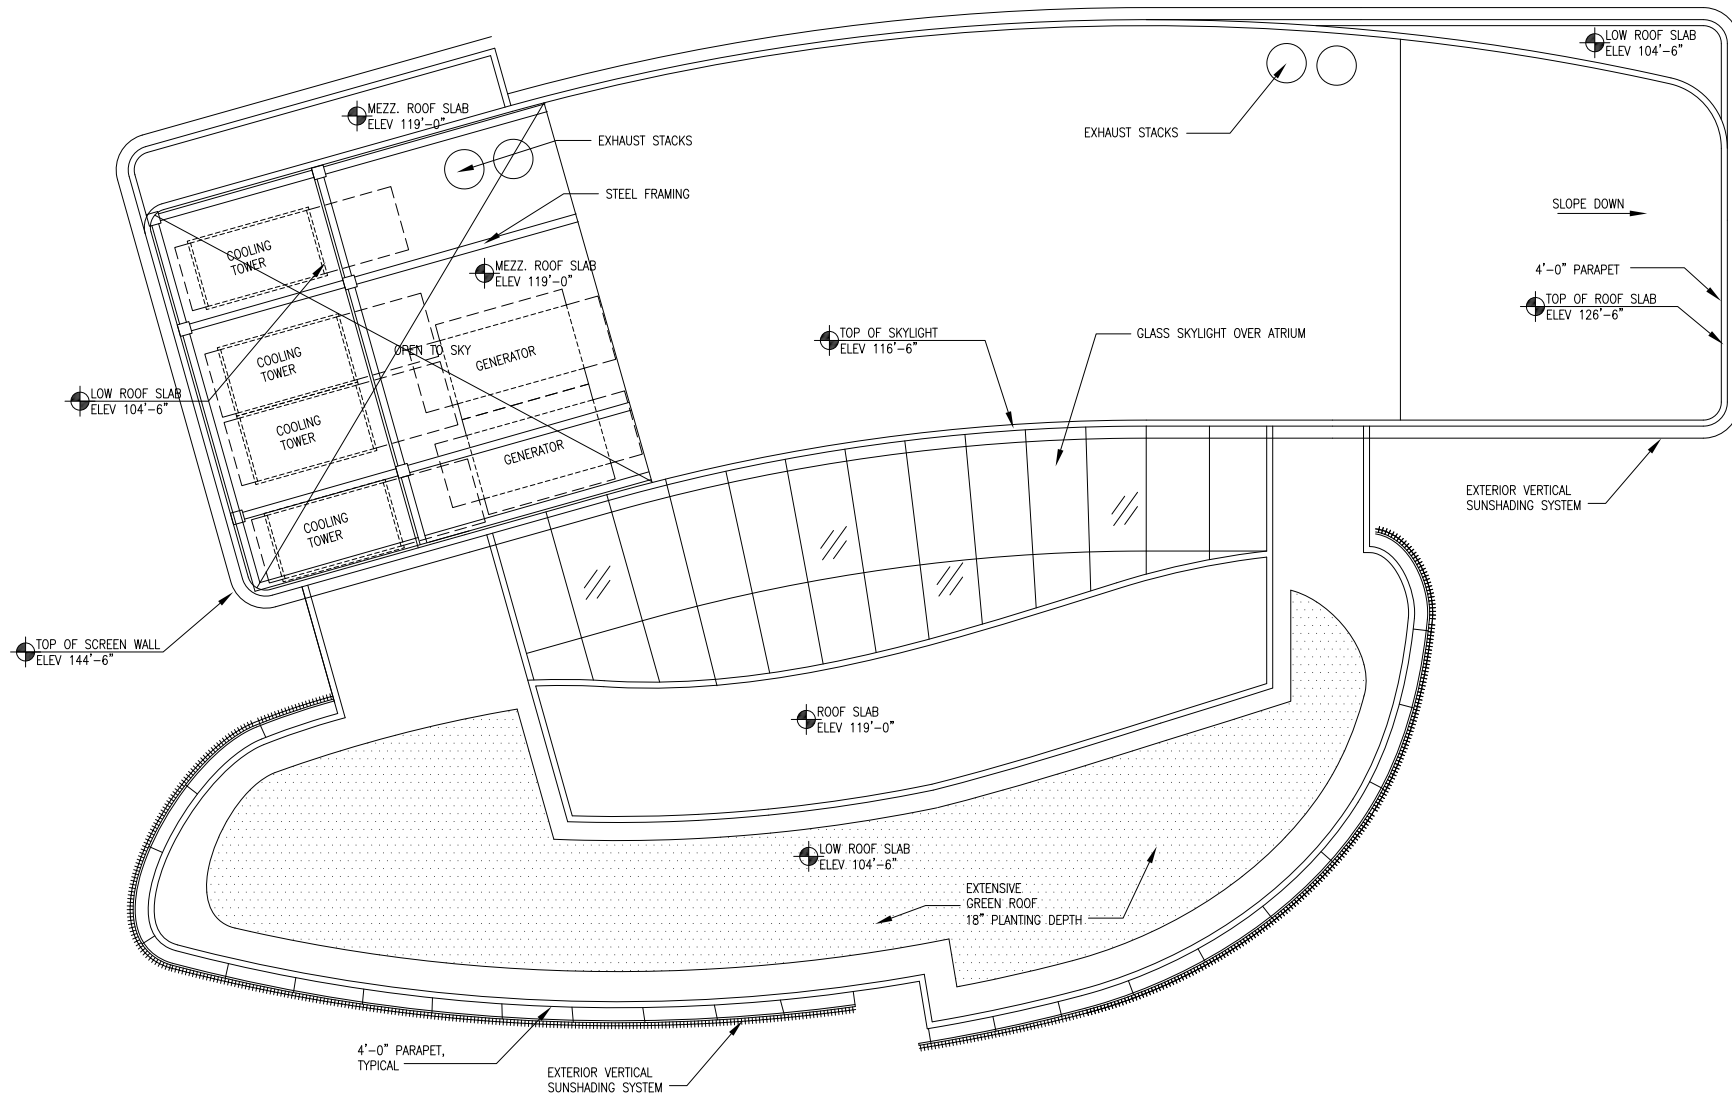 LOW ROOF SLAB
ELEV 104'-6"
MEZZ. ROOF SLAB
ELEV 119'-0"
EXHAUST STACKS
EXHAUST STACKS
STEEL FRAMING
SLOPE DOWN
COOLING
TOWER
MEZZ. ROOF SLAB
ELEV 119'-0"
4'-0" PARAPET
TOP OF ROOF SLAB
ELEV 126'-6"
TOP OF SKYLIGHT
ELEV 116'-6"
GLASS SKYLIGHT OVER ATRIUM
COOLING
TOWER
OPEN TO SKY
GENERATOR
LOW ROOF SLAB
ELEV 104'-6"
COOLING
TOWER
GENERATOR
EXTERIOR VERTICAL
SUNSHADING SYSTEM
COOLING
TOWER
TOP OF SCREEN WALL
ELEV 144'-6"
ROOF SLAB
ELEV 119'-0"
LOW ROOF SLAB
ELEV 104'-6"
EXTENSIVE
GREEN ROOF
18" PLANTING DEPTH
4'-0" PARAPET,
TYPICAL
EXTERIOR VERTICAL
SUNSHADING SYSTEM